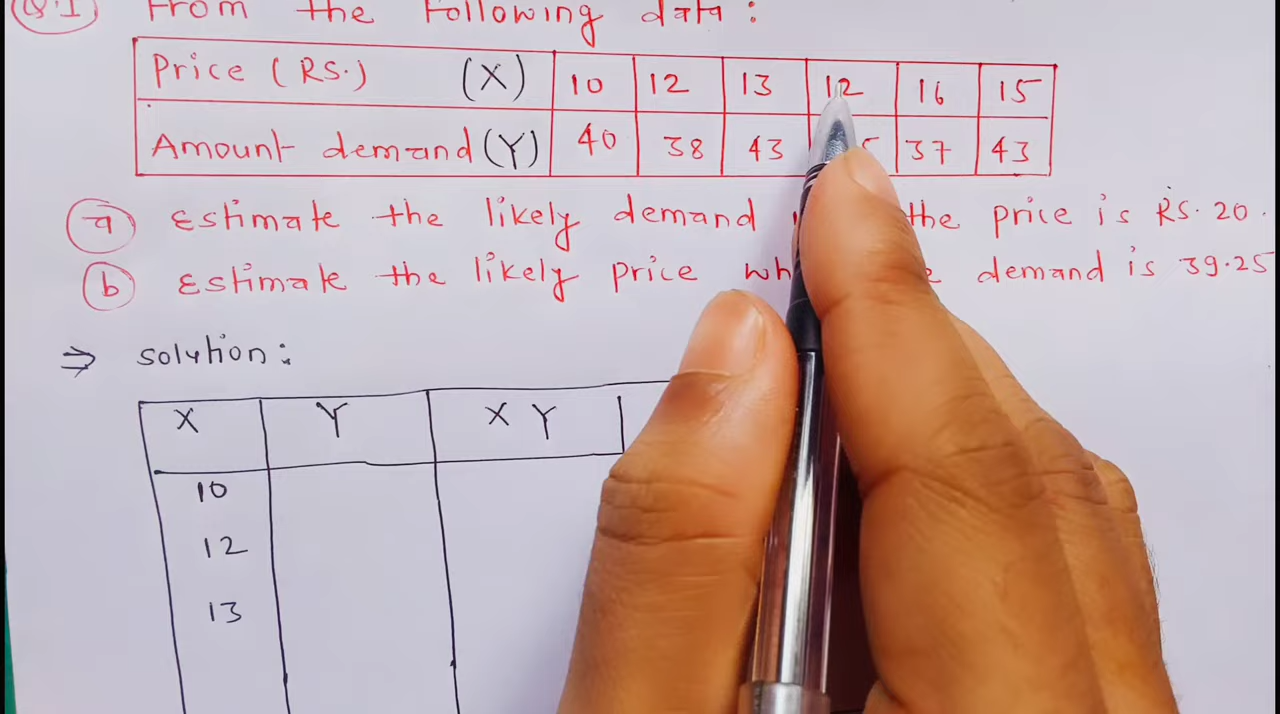 Q.1 From the following data:
Price (RS.) (X) 10 12 13 12 16 15
Amount demand (Y) 40 38 43 37 43
a Estimate the likely demand the price is RS. 20.
b Estimate the likely price demand is 39.25
⇒ solution:
X Y X Y
10
12
13